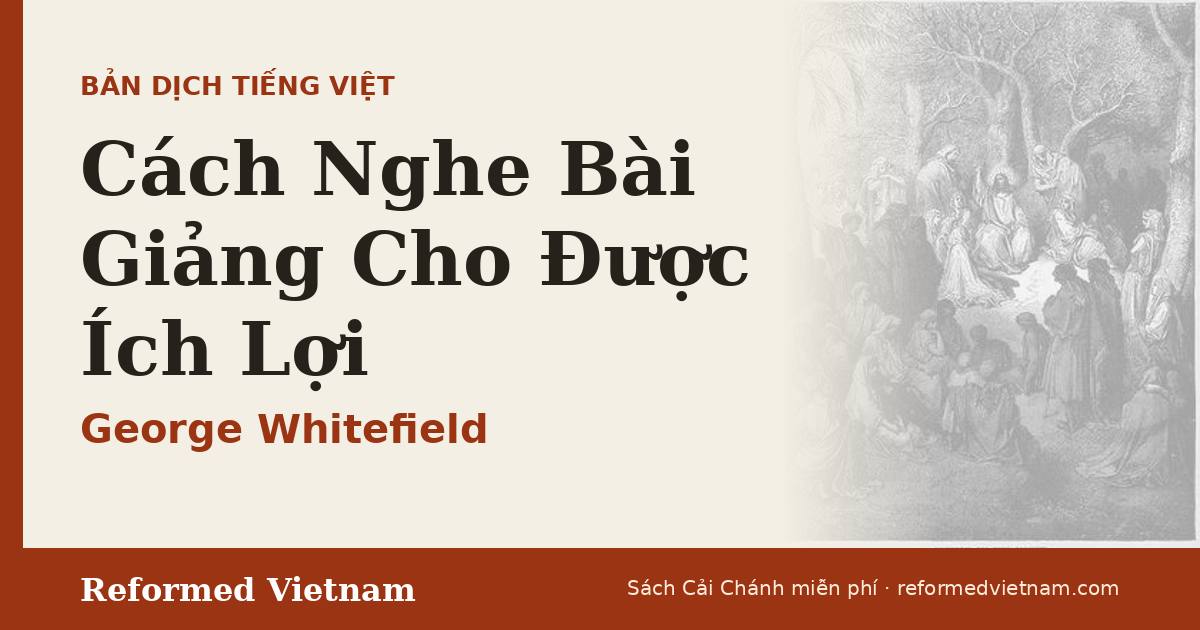 BẢN DỊCH TIẾNG VIỆT
Cách Nghe Bài
Giảng Cho Được
Ích Lợi
George Whitefield
Reformed Vietnam
Sách Cải Chánh miễn phí · reformedvietnam.com